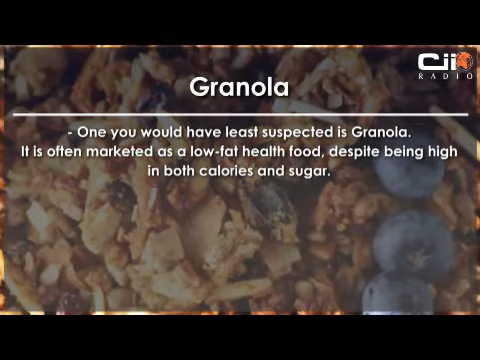 Cii
RADIO
Granola
- One you would have least suspected is Granola.
It is often marketed as a low-fat health food, despite being high
in both calories and sugar.